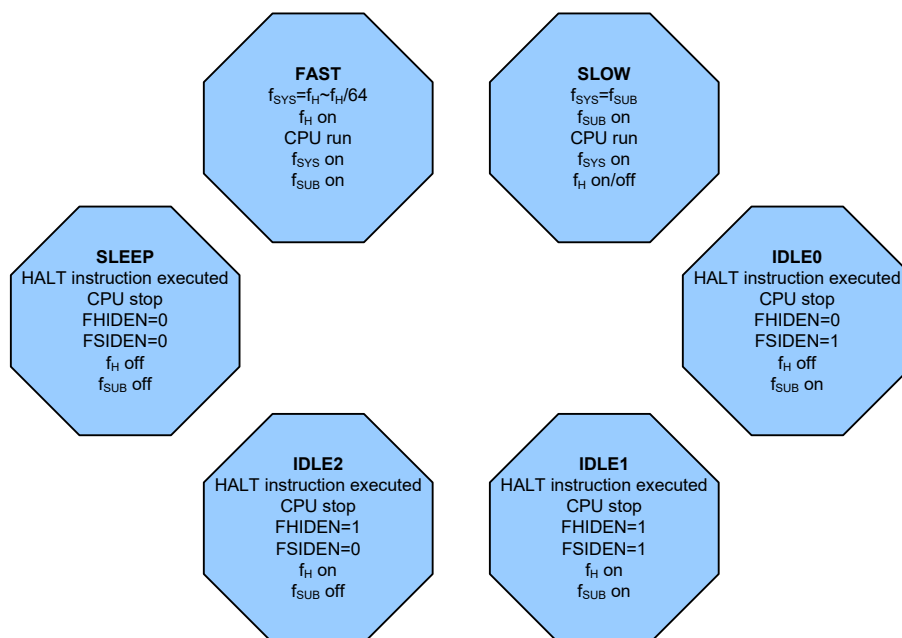 FAST
fSYS=fH~fH/64
fH on
CPU run
fSYS on
fSUB on
SLOW
fSYS=fSUB
fSUB on
CPU run
fSYS on
fH on/off
SLEEP
HALT instruction executed
CPU stop
FHIDEN=0
FSIDEN=0
fH off
fSUB off
IDLE0
HALT instruction executed
CPU stop
FHIDEN=0
FSIDEN=1
fH off
fSUB on
IDLE2
HALT instruction executed
CPU stop
FHIDEN=1
FSIDEN=0
fH on
fSUB off
IDLE1
HALT instruction executed
CPU stop
FHIDEN=1
FSIDEN=1
fH on
fSUB on